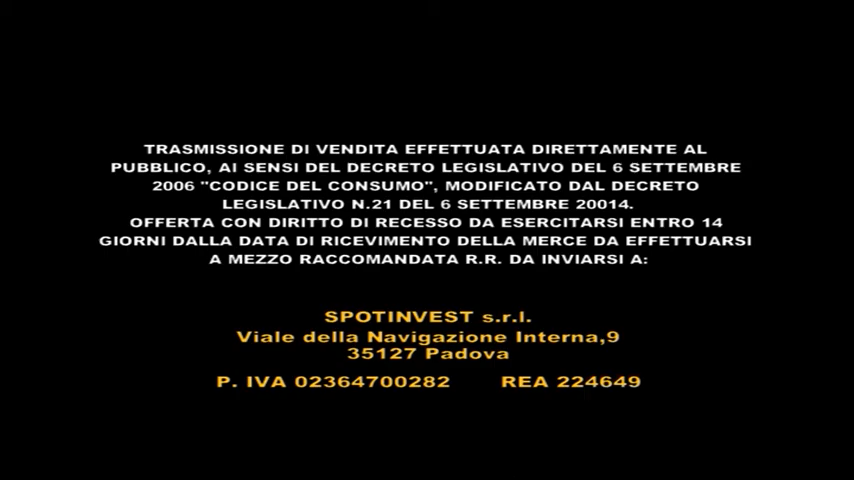 TRASMISSIONE DI VENDITA EFFETTUATA DIRETTAMENTE AL
PUBBLICO, AI SENSI DEL DECRETO LEGISLATIVO DEL 6 SETTEMBRE
2006 "CODICE DEL CONSUMO", MODIFICATO DAL DECRETO
LEGISLATIVO N.21 DEL 6 SETTEMBRE 20014.
OFFERTA CON DIRITTO DI RECESSO DA ESERCITARSI ENTRO 14
GIORNI DALLA DATA DI RICEVIMENTO DELLA MERCE DA EFFETTUARSI
A MEZZO RACCOMANDATA R.R. DA INVIARSI A:
SPOTINVEST s.r.l.
Viale della Navigazione Interna,9
35127 Padova
P. IVA 02364700282 REA 224649